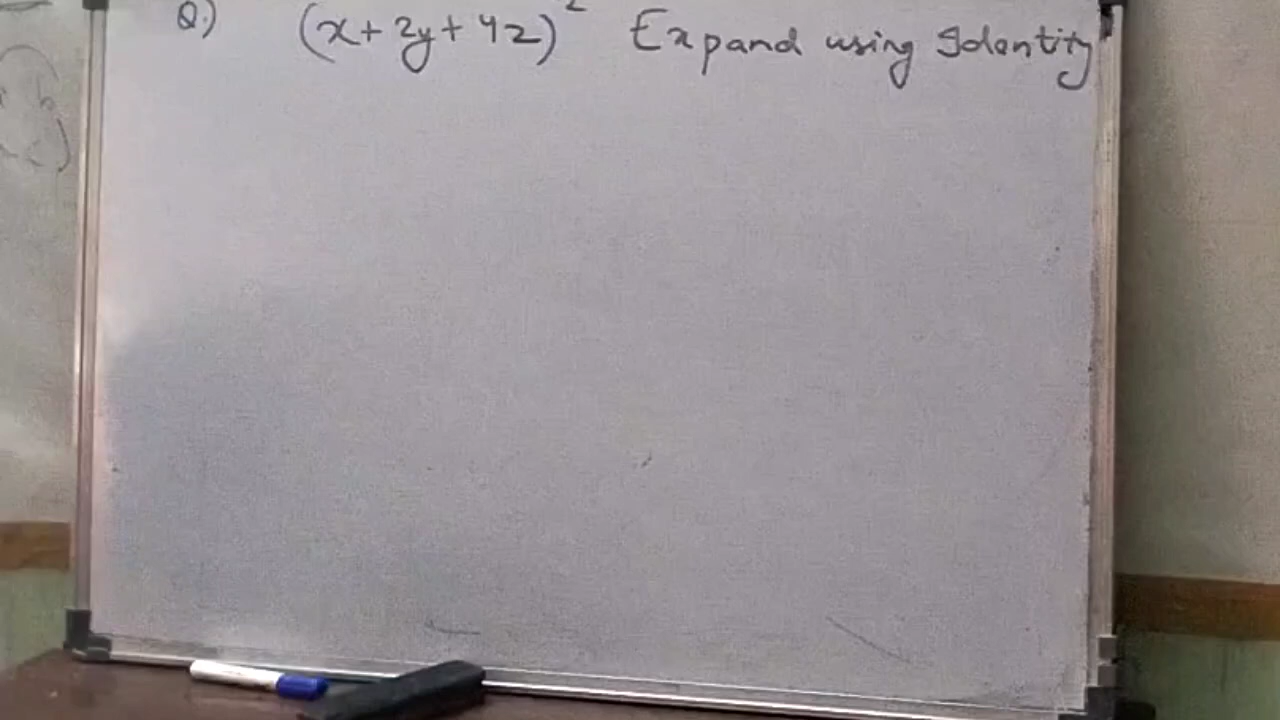 Q.) (x+2y+4z)² Expand using Identity